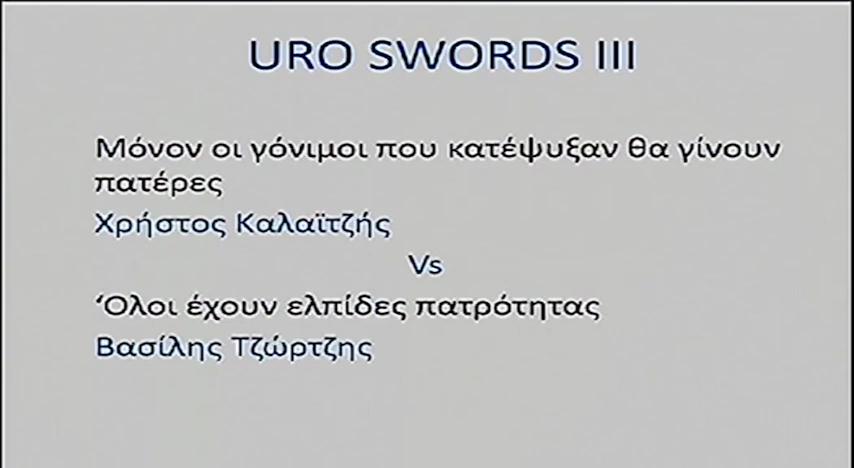 URO SWORDS III
Μόνον οι γόνιμοι που κατέψυξαν θα γίνουν
πατέρες
Χρήστος Καλαϊτζής
Vs
‘Ολοι έχουν ελπίδες πατρότητας
Βασίλης Τζώρτζης